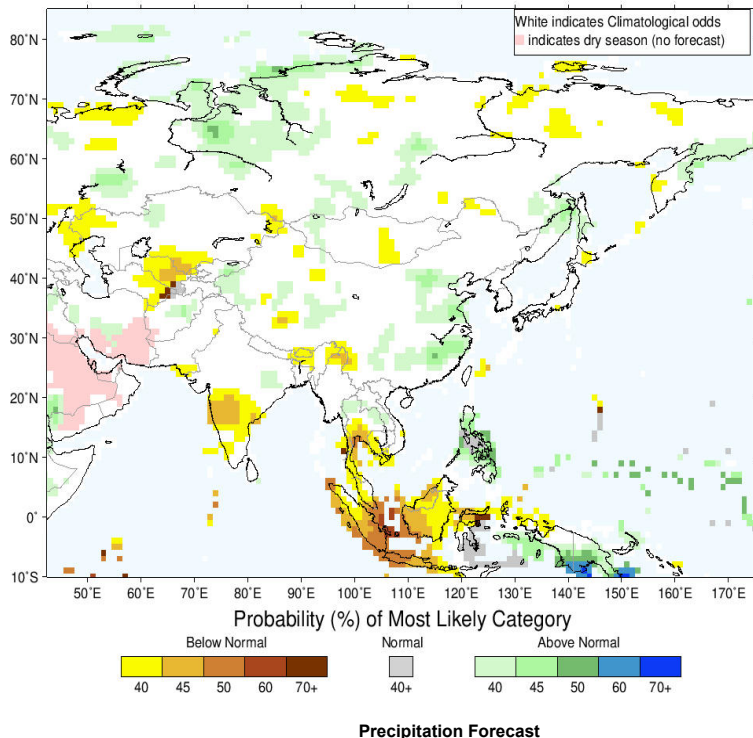 White indicates Climatological odds
indicates dry season (no forecast)
80˚N
70˚N
60˚N
50˚N
40˚N
30˚N
20˚N
10˚N
0˚
10˚S
50˚E 60˚E 70˚E 80˚E 90˚E 100˚E 110˚E 120˚E 130˚E 140˚E 150˚E 160˚E 170˚E
Probability (%) of Most Likely Category
Below Normal Normal Above Normal
40 45 50 60 70+ 40+ 40 45 50 60 70+
Precipitation Forecast